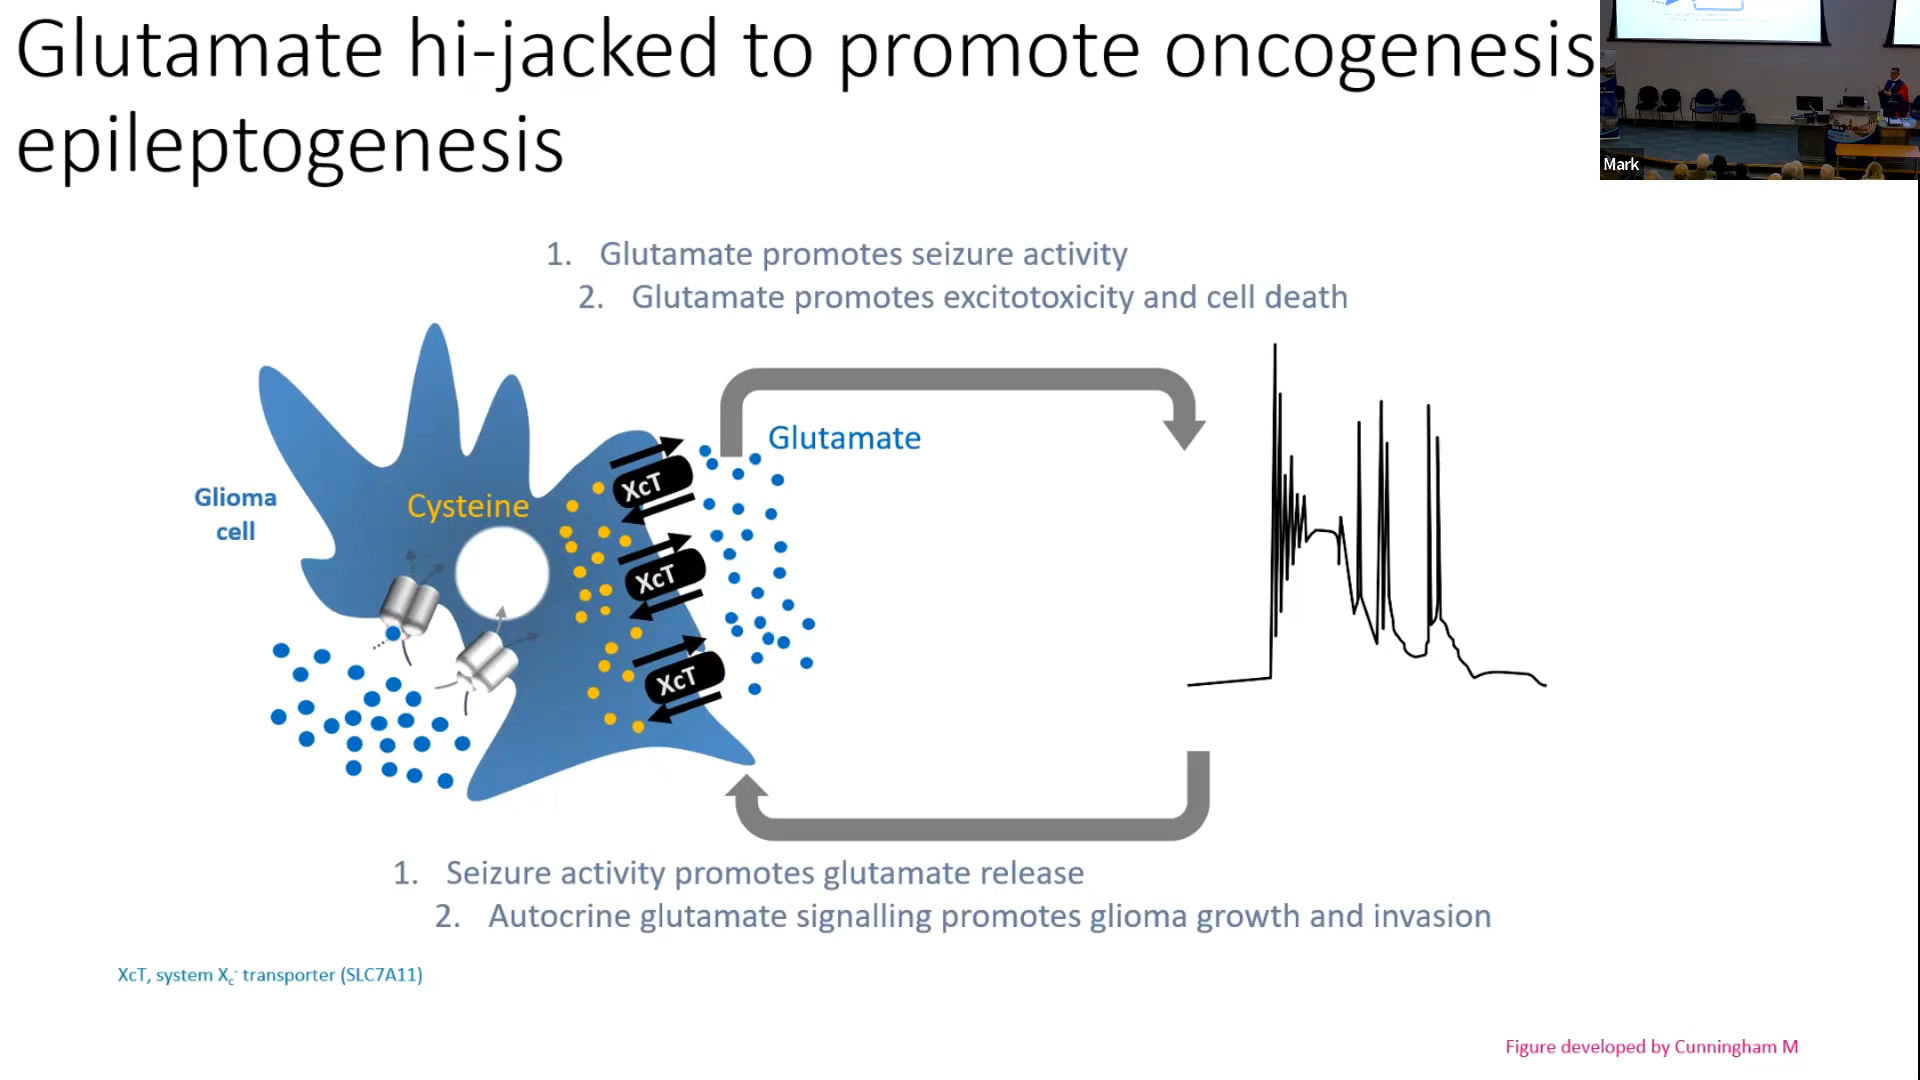 Glutamate hi-jacked to promote oncogenesis
epileptogenesis
Mark
1. Glutamate promotes seizure activity
2. Glutamate promotes excitotoxicity and cell death
Glutamate
Glioma
cell
Cysteine
XcT
XcT
XcT
1. Seizure activity promotes glutamate release
2. Autocrine glutamate signalling promotes glioma growth and invasion
XcT, system Xc- transporter (SLC7A11)
Figure developed by Cunningham M